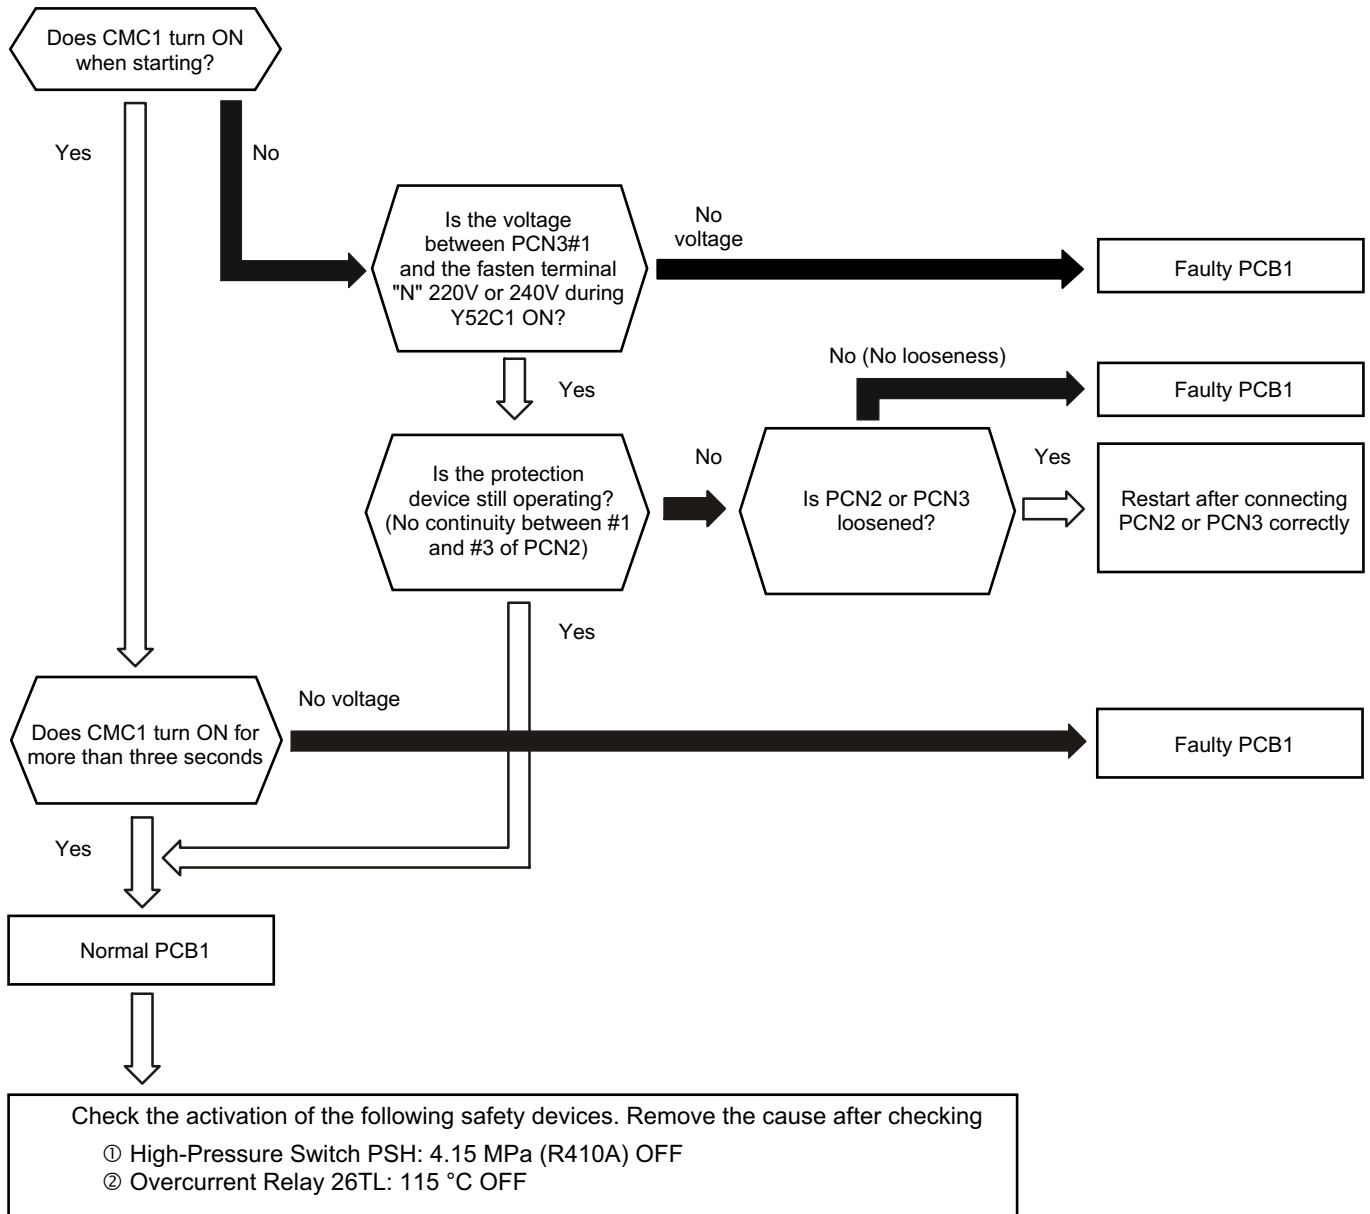 Does CMC1 turn ON
when starting?
Yes
No
Is the voltage
between PCN3#1
and the fasten terminal
"N" 220V or 240V during
Y52C1 ON?
No
voltage
Faulty PCB1
Yes
No (No looseness)
Faulty PCB1
Is the protection
device still operating?
(No continuity between #1
and #3 of PCN2)
No
Is PCN2 or PCN3
loosened?
Yes
Restart after connecting
PCN2 or PCN3 correctly
Yes
Does CMC1 turn ON for
more than three seconds
No voltage
Faulty PCB1
Yes
Normal PCB1
Check the activation of the following safety devices. Remove the cause after checking
① High-Pressure Switch PSH: 4.15 MPa (R410A) OFF
② Overcurrent Relay 26TL: 115 °C OFF